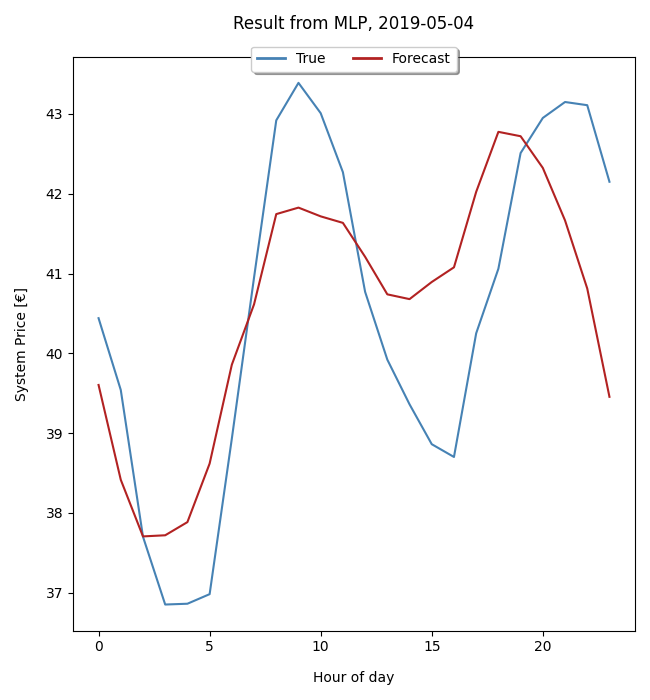 Result from MLP, 2019-05-04
True Forecast
43
42
41
40
39
38
37
System Price [€]
0 5 10 15 20
Hour of day